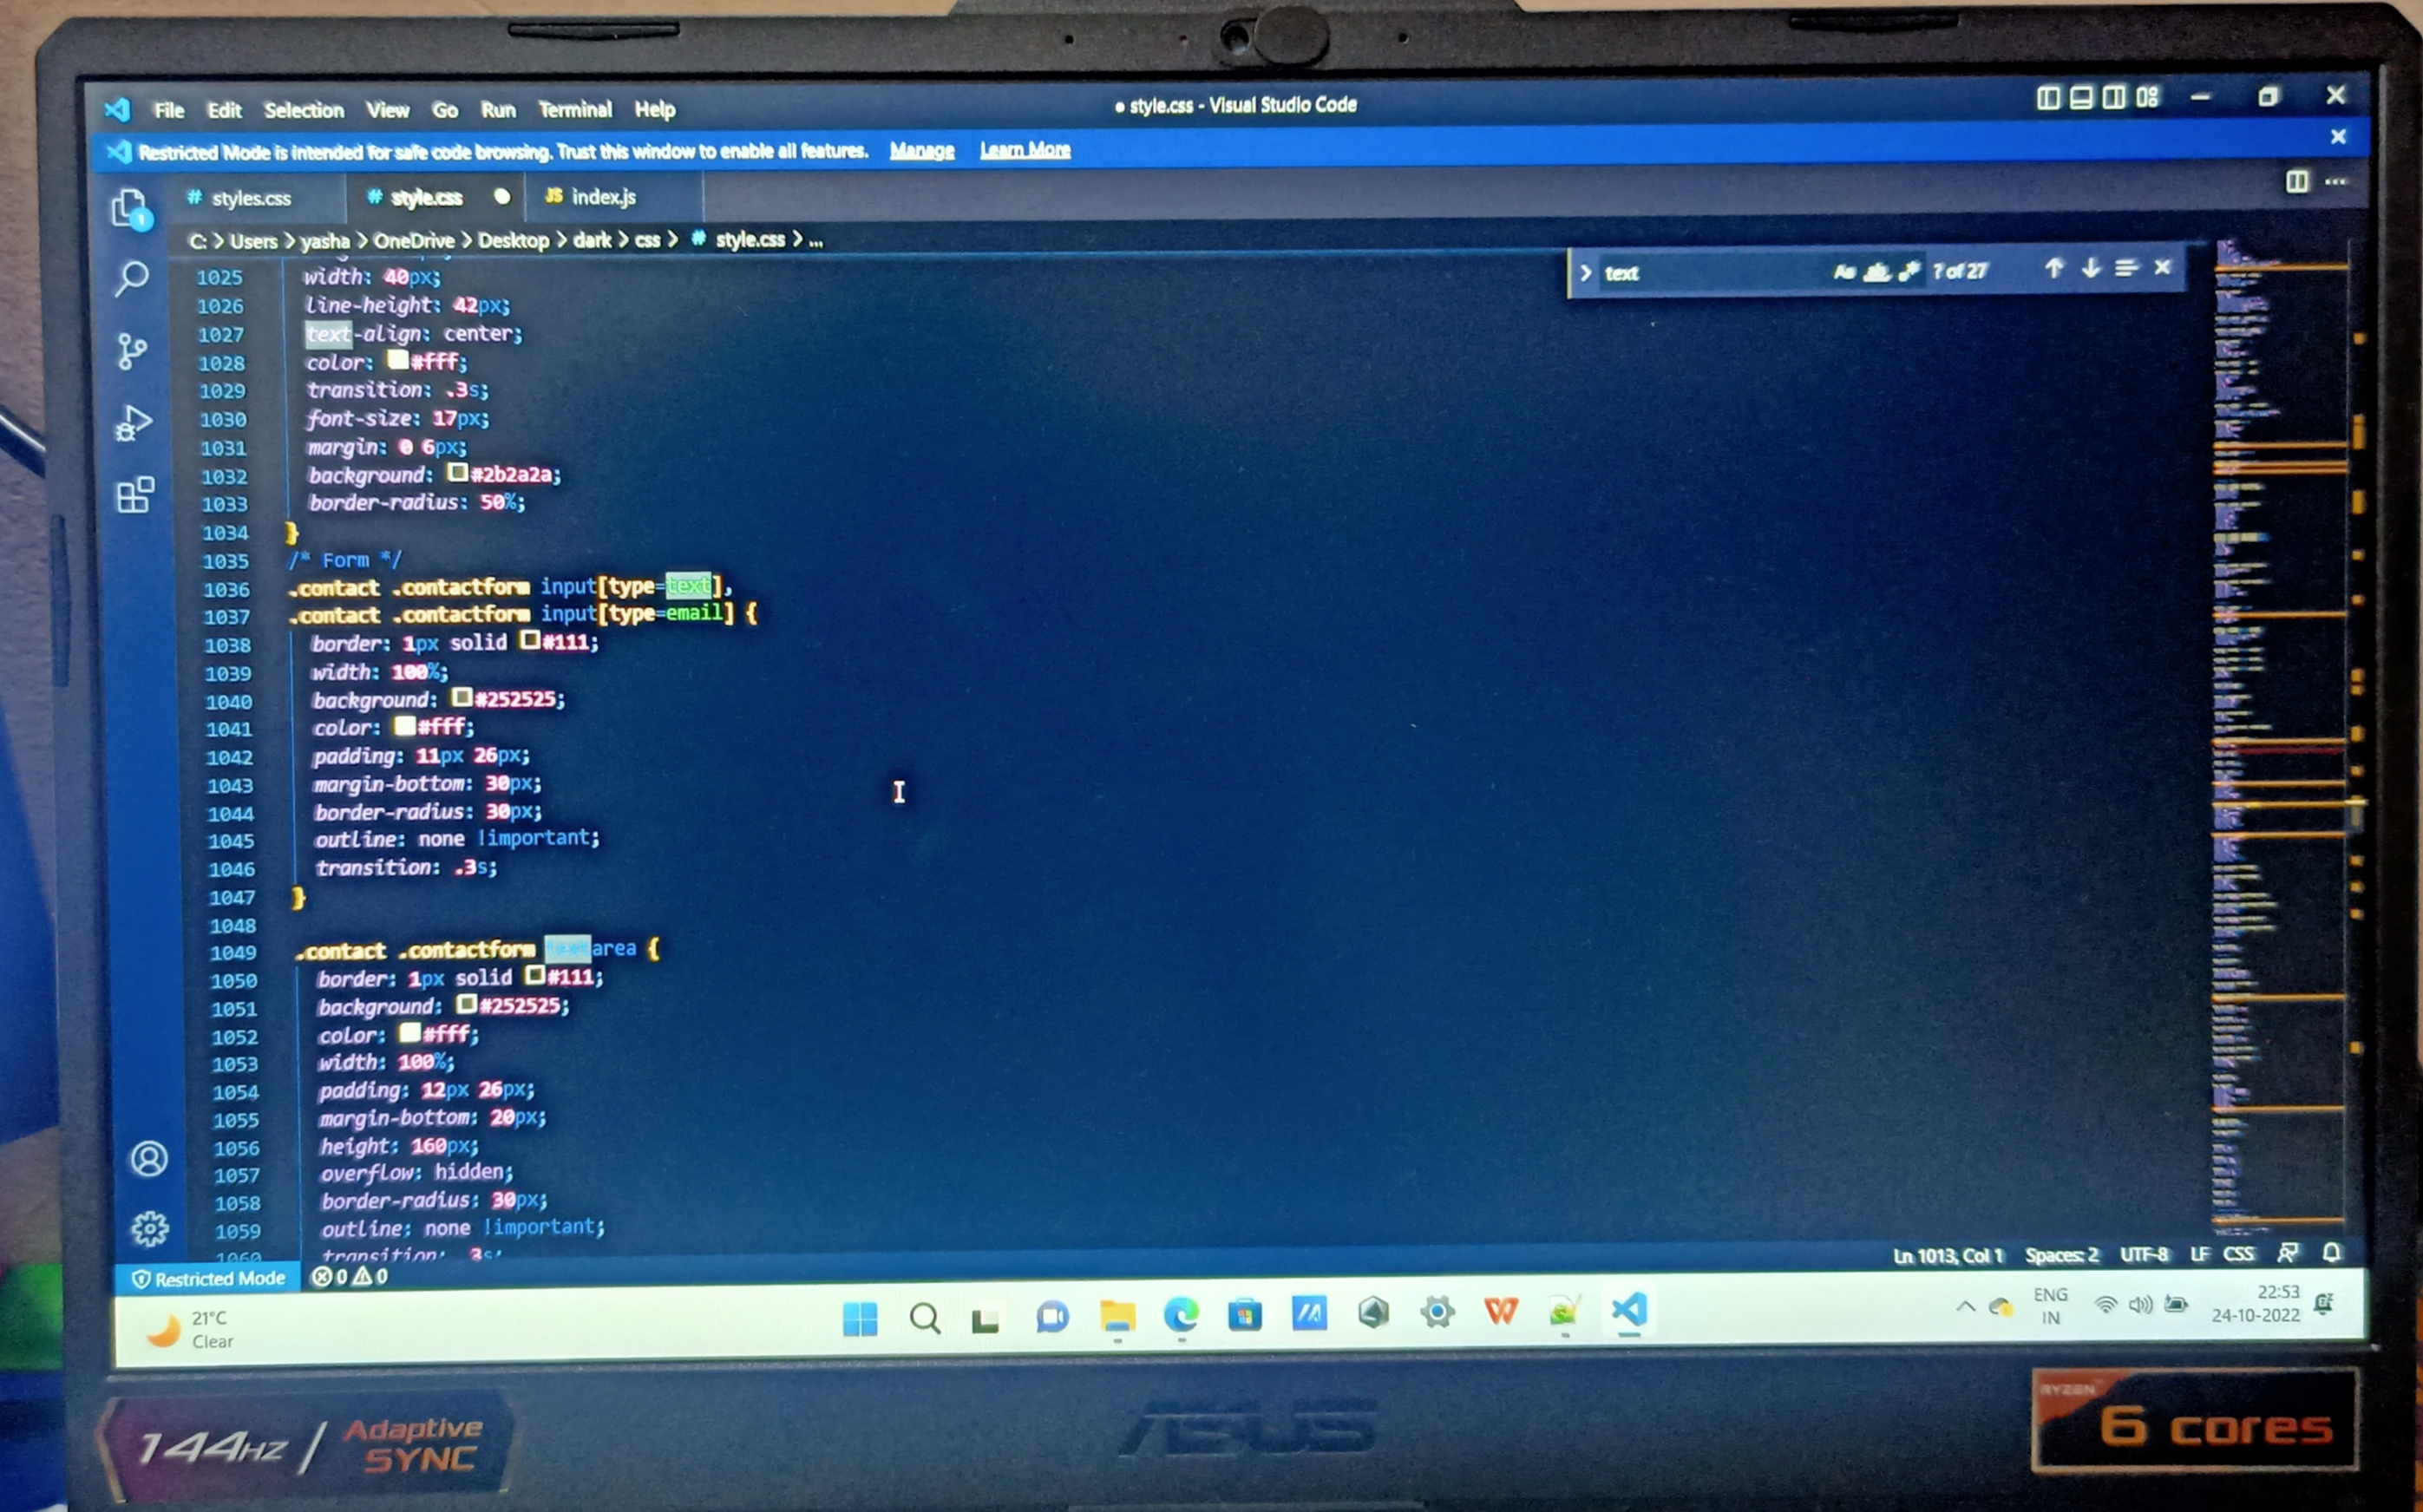 File Edit Selection View Go Run Terminal Help
● style.css - Visual Studio Code
Restricted Mode is intended for safe code browsing. Trust this window to enable all features. Manage Learn More
# styles.css
# style.css
JS index.js
C: > Users > yasha > OneDrive > Desktop > dark > css > # style.css > ...
text
Aa ab .* ? of 27
1025 width: 40px;
1026 line-height: 42px;
1027 text-align: center;
1028 color: #fff;
1029 transition: .3s;
1030 font-size: 17px;
1031 margin: 0 6px;
1032 background: #2b2a2a;
1033 border-radius: 50%;
1034 }
1035 /* Form */
1036 .contact .contactform input[type=text],
1037 .contact .contactform input[type=email] {
1038 border: 1px solid #111;
1039 width: 100%;
1040 background: #252525;
1041 color: #fff;
1042 padding: 11px 26px;
1043 margin-bottom: 30px;
1044 border-radius: 30px;
1045 outline: none !important;
1046 transition: .3s;
1047 }
1048
1049 .contact .contactform textarea {
1050 border: 1px solid #111;
1051 background: #252525;
1052 color: #fff;
1053 width: 100%;
1054 padding: 12px 26px;
1055 margin-bottom: 20px;
1056 height: 160px;
1057 overflow: hidden;
1058 border-radius: 30px;
1059 outline: none !important;
1060 transition: .3s;
Restricted Mode 0 0
Ln 1013, Col 1 Spaces: 2 UTF-8 LF CSS
21°C
Clear
ENG
IN
22:53
24-10-2022
144Hz / Adaptive SYNC
ASUS
RYZEN
6 cores